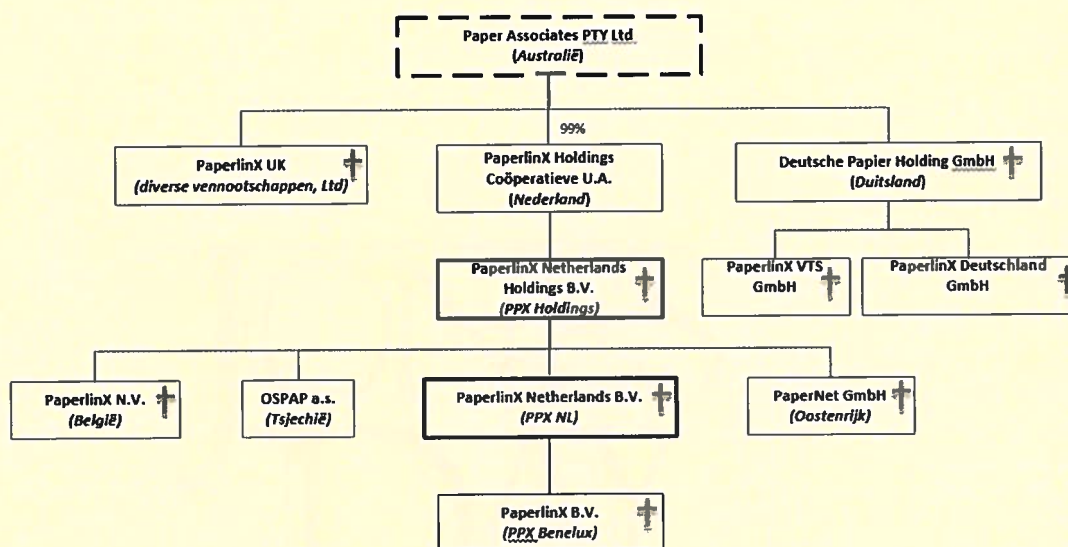 Paper Associates PTY Ltd
(Australië)
99%
PaperlinX UK
(diverse vennootschappen, Ltd)
PaperlinX Holdings
Coöperatieve U.A.
(Nederland)
Deutsche Papier Holding GmbH
(Duitsland)
PaperlinX Netherlands
Holdings B.V.
(PPX Holdings)
PaperlinX VTS
GmbH
PaperlinX Deutschland
GmbH
PaperlinX N.V.
(België)
OSPAP a.s.
(Tsjechië)
PaperlinX Netherlands B.V.
(PPX NL)
PaperNet GmbH
(Oostenrijk)
PaperlinX B.V.
(PPX Benelux)